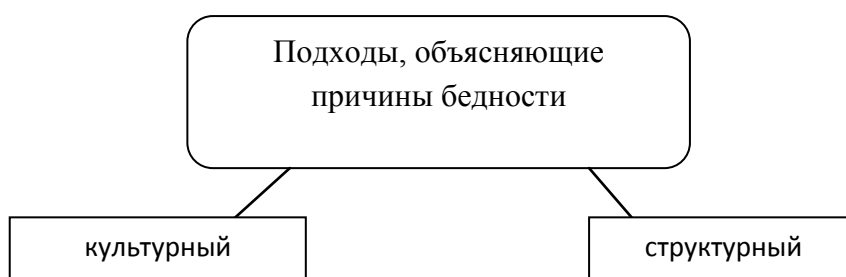 Подходы, объясняющие
причины бедности
культурный
структурный